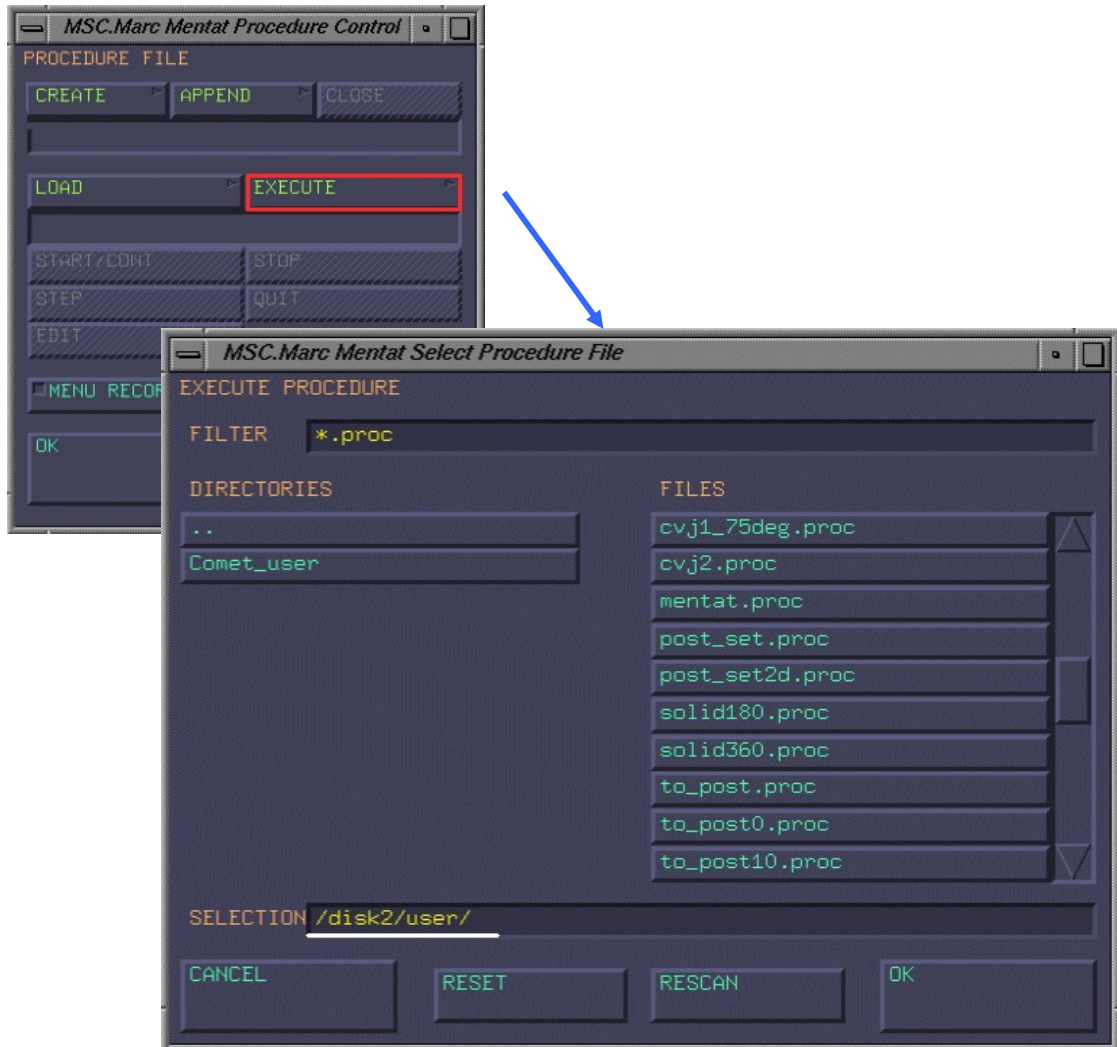 MSC.Marc Mentat Procedure Control
PROCEDURE FILE
CREATE APPEND CLOSE
LOAD EXECUTE
START/CONT STOP
STEP QUIT
EDIT
MENU RECOR
OK
MSC.Marc Mentat Select Procedure File
EXECUTE PROCEDURE
FILTER *.proc
DIRECTORIES FILES
.. cvj1_75deg.proc
Comet_user cvj2.proc
mentat.proc
post_set.proc
post_set2d.proc
solid180.proc
solid360.proc
to_post.proc
to_post0.proc
to_post10.proc
SELECTION /disk2/user/
CANCEL RESET RESCAN OK